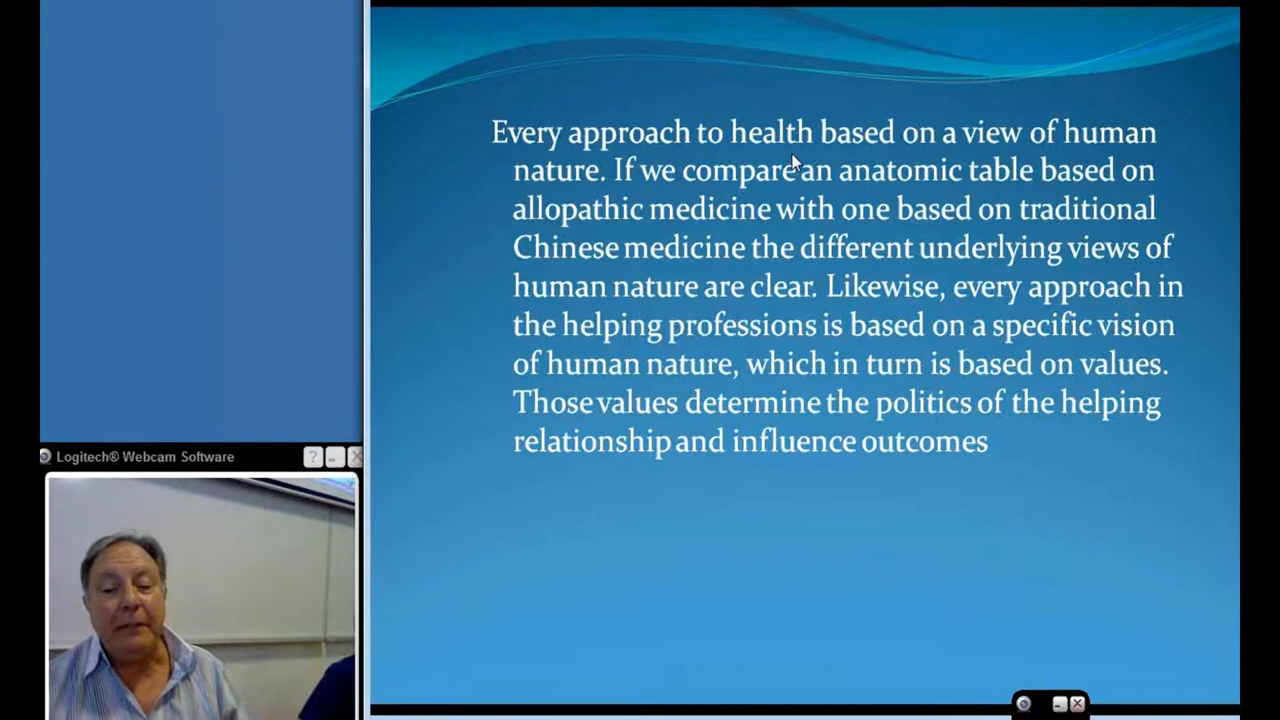 Every approach to health based on a view of human
nature. If we compare an anatomic table based on
allopathic medicine with one based on traditional
Chinese medicine the different underlying views of
human nature are clear. Likewise, every approach in
the helping professions is based on a specific vision
of human nature, which in turn is based on values.
Those values determine the politics of the helping
relationship and influence outcomes
Logitech® Webcam Software